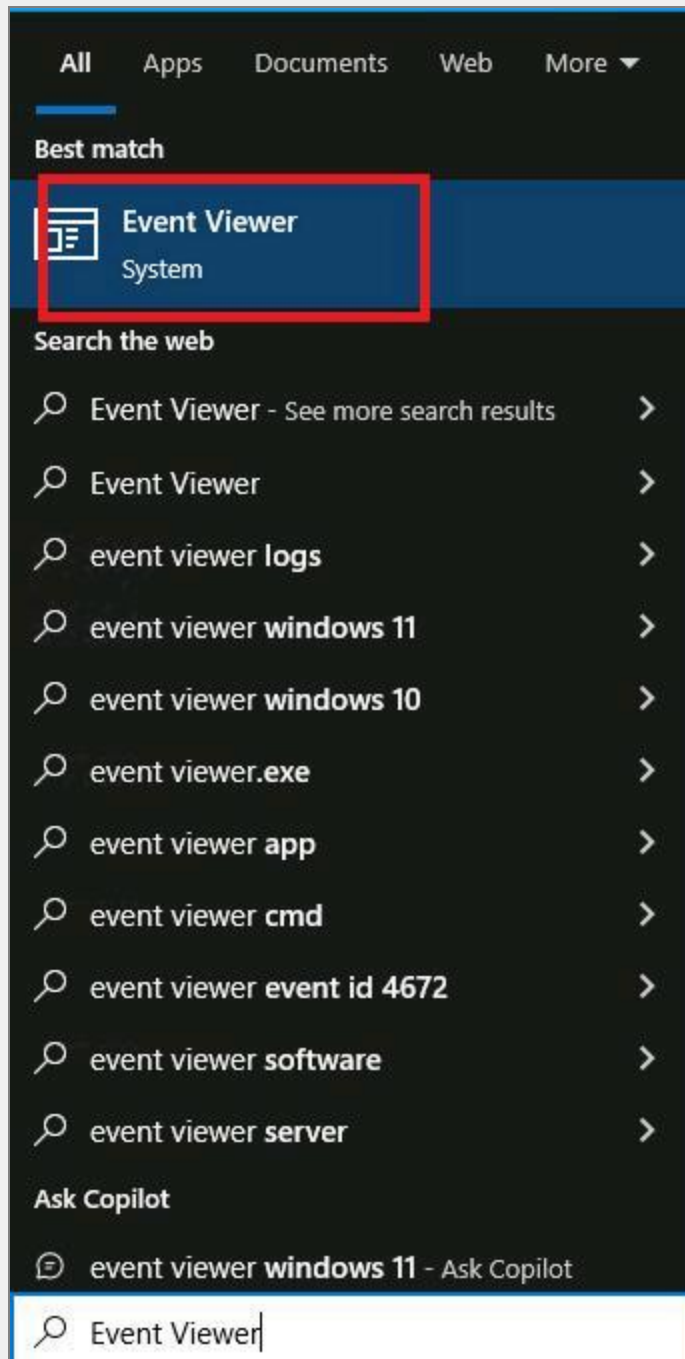 All Apps Documents Web More
Best match
Event Viewer
System
Search the web
Event Viewer - See more search results
Event Viewer
event viewer logs
event viewer windows 11
event viewer windows 10
event viewer.exe
event viewer app
event viewer cmd
event viewer event id 4672
event viewer software
event viewer server
Ask Copilot
event viewer windows 11 - Ask Copilot
Event Viewer